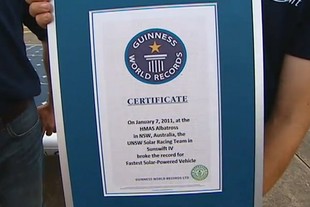 GUINNESS
WORLD
RECORDS
CERTIFICATE
On January 7, 2011, at the
HMAS Albatross
in NSW, Australia, the
UNSW Solar Racing Team in
Sunswift IV
broke the record for
Fastest Solar-Powered Vehicle
GUINNESS WORLD RECORDS LTD